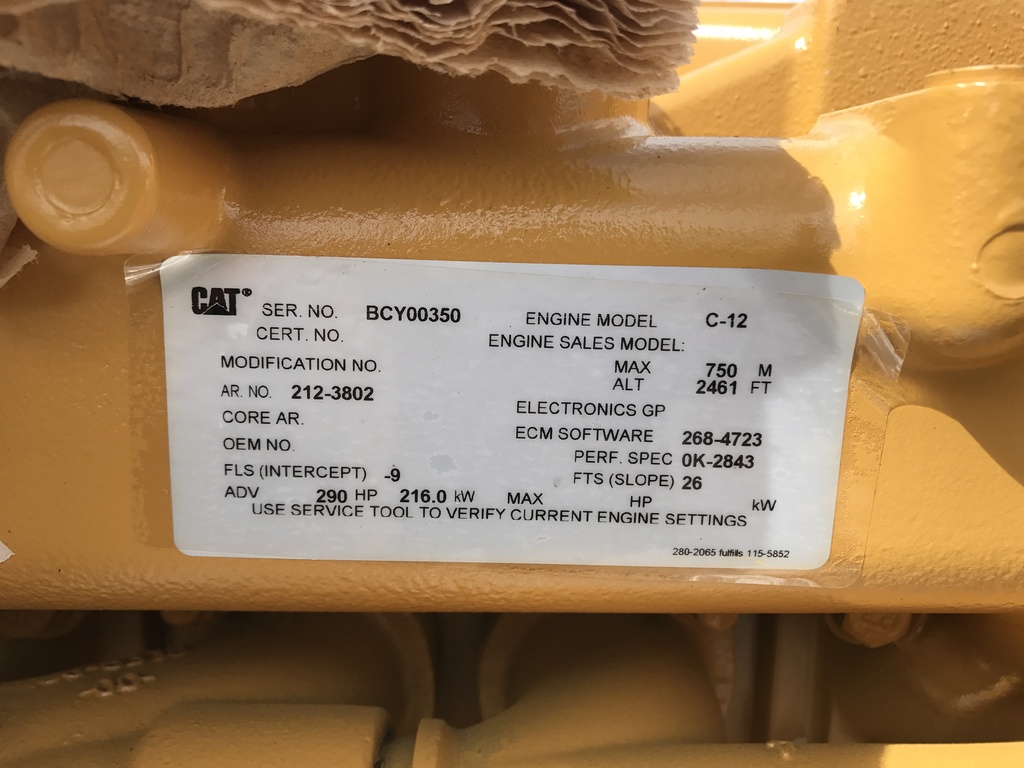 CAT® SER. NO. BCY00350 ENGINE MODEL C-12
CERT. NO. ENGINE SALES MODEL:
MODIFICATION NO. MAX 750 M
AR. NO. 212-3802 ALT 2461 FT
CORE AR. ELECTRONICS GP
OEM NO. ECM SOFTWARE 268-4723
PERF. SPEC 0K-2843
FLS (INTERCEPT) -9 FTS (SLOPE) 26
ADV 290 HP 216.0 kW MAX HP kW
USE SERVICE TOOL TO VERIFY CURRENT ENGINE SETTINGS
280-2065 fulfills 115-5852